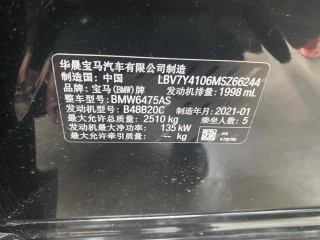 华晨宝马汽车有限公司制造
制造国：中国 LBV7Y4106MSZ66244
品牌：宝马(BMW)牌 发动机排量：1998 mL
整车型号：BMW6475AS
发动机型号：B48B20C 制造年月：2021-01
最大允许总质量：2510 kg 乘坐人数：5
发动机最大净功率：135 kW
最大允许牵引质量：-- kg